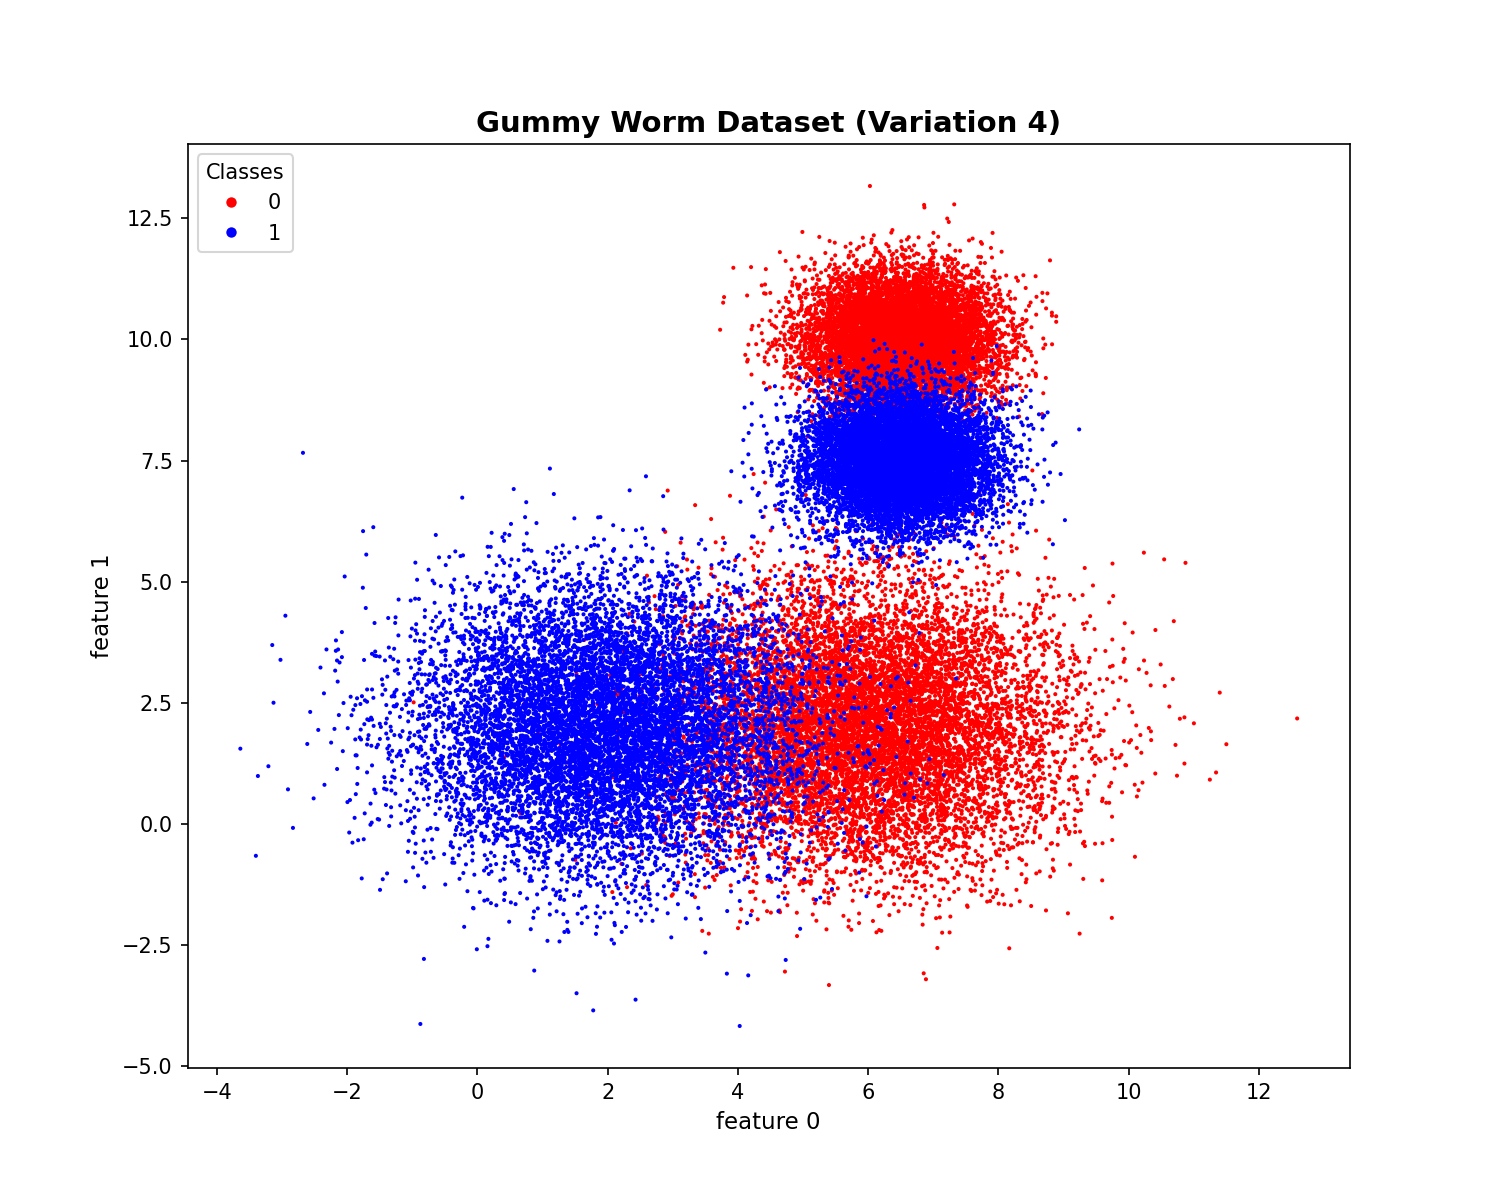 Gummy Worm Dataset (Variation 4)
Classes
0
1
12.5
10.0
7.5
5.0
2.5
0.0
−2.5
−5.0
feature 1
−4 −2 0 2 4 6 8 10 12
feature 0